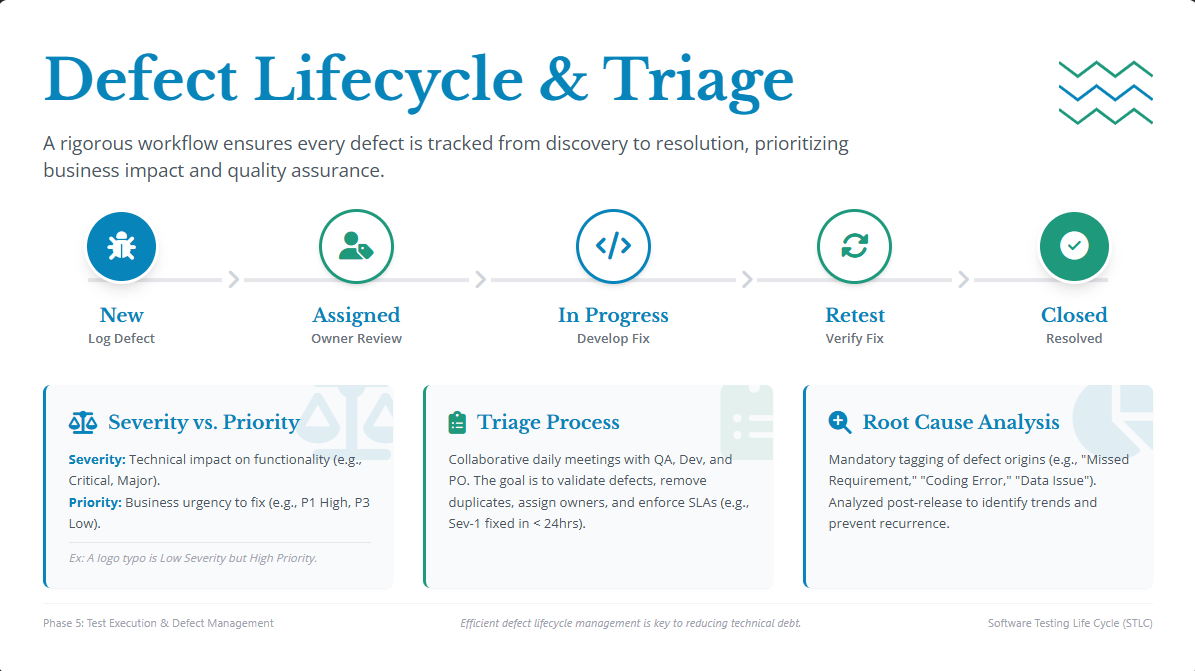 Defect Lifecycle & Triage
A rigorous workflow ensures every defect is tracked from discovery to resolution, prioritizing
business impact and quality assurance.
New
Log Defect
Assigned
Owner Review
In Progress
Develop Fix
Retest
Verify Fix
Closed
Resolved
Severity vs. Priority
Severity: Technical impact on functionality (e.g.,
Critical, Major).
Priority: Business urgency to fix (e.g., P1 High, P3
Low).
Ex: A logo typo is Low Severity but High Priority.
Triage Process
Collaborative daily meetings with QA, Dev, and
PO. The goal is to validate defects, remove
duplicates, assign owners, and enforce SLAs (e.g.,
Sev-1 fixed in < 24hrs).
Root Cause Analysis
Mandatory tagging of defect origins (e.g., "Missed
Requirement," "Coding Error," "Data Issue").
Analyzed post-release to identify trends and
prevent recurrence.
Phase 5: Test Execution & Defect Management
Efficient defect lifecycle management is key to reducing technical debt.
Software Testing Life Cycle (STLC)